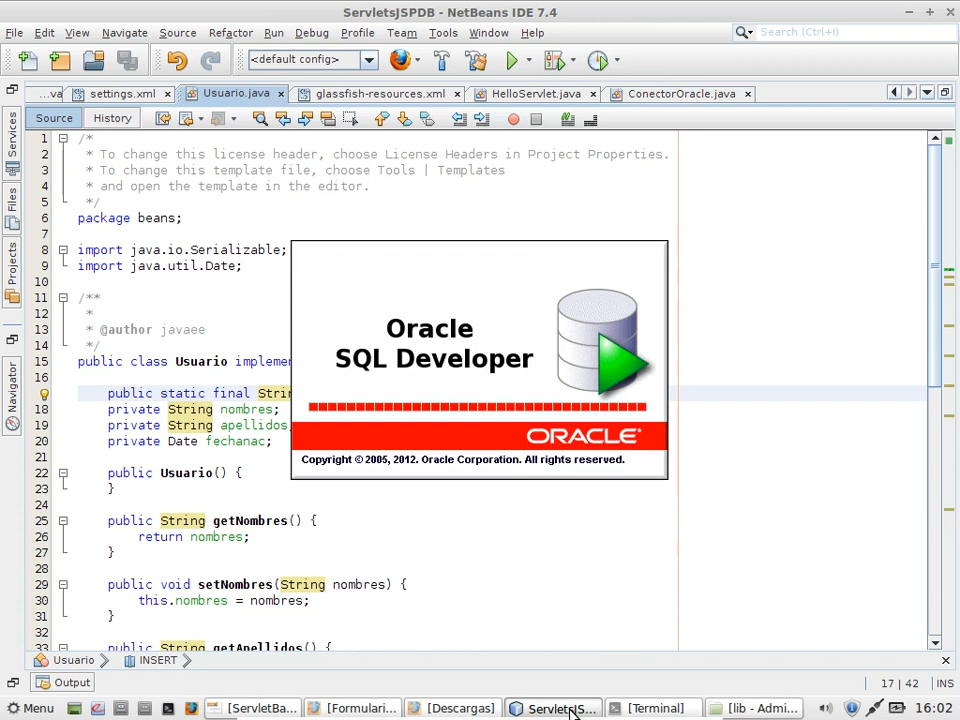 ServletsJSPDB - NetBeans IDE 7.4
File Edit View Navigate Source Refactor Run Debug Profile Team Tools Window Help
Search (Ctrl+I)
<default config>
...va settings.xml Usuario.java glassfish-resources.xml HelloServlet.java ConectorOracle.java
Source History
Services
Files
Projects
Navigator
1 /*
2 * To change this license header, choose License Headers in Project Properties.
3 * To change this template file, choose Tools | Templates
4 * and open the template in the editor.
5 */
6 package beans;
7
8 import java.io.Serializable;
9 import java.util.Date;
10
11 /**
12 *
13 * @author javaee
14 */
15 public class Usuario implemen
16
public static final Strin
18 private String nombres;
19 private String apellidos
20 private Date fechanac;
21
22 public Usuario() {
23 }
24
25 public String getNombres() {
26 return nombres;
27 }
28
29 public void setNombres(String nombres) {
30 this.nombres = nombres;
31 }
32
33 public String getApellidos() {
Oracle
SQL Developer
ORACLE
Copyright © 2005, 2012. Oracle Corporation. All rights reserved.
Usuario INSERT
Output
17 | 42 INS
Menu [ServletBa... [Formulari... [Descargas] ServletsJS... [Terminal] [lib - Admi... 16:02